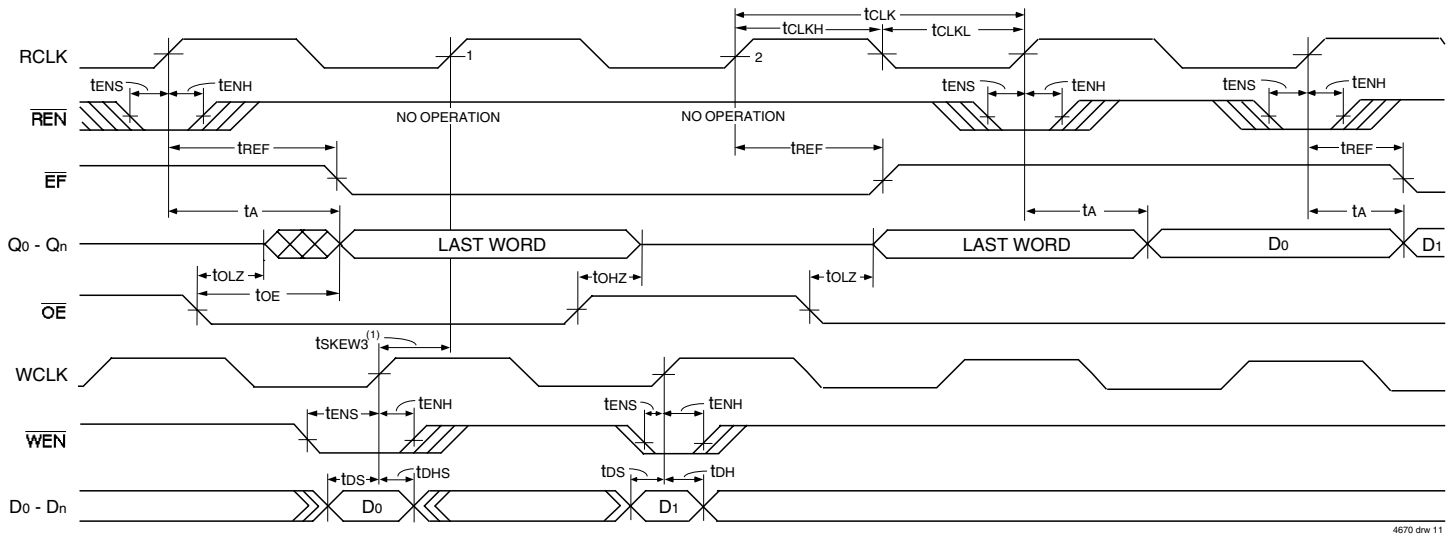 tCLK
tCLKH tCLKL
RCLK 1 2
tENS tENH tENS tENH tENS tENH
REN NO OPERATION NO OPERATION
tREF tREF tREF
EF
tA tA tA
Q0 - Qn LAST WORD LAST WORD D0 D1
tOLZ tOHZ tOLZ
tOE
OE
tSKEW3(1)
WCLK
tENS tENH tENS tENH
WEN
tDS tDHS tDS tDH
D0 - Dn D0 D1
4670 drw 11